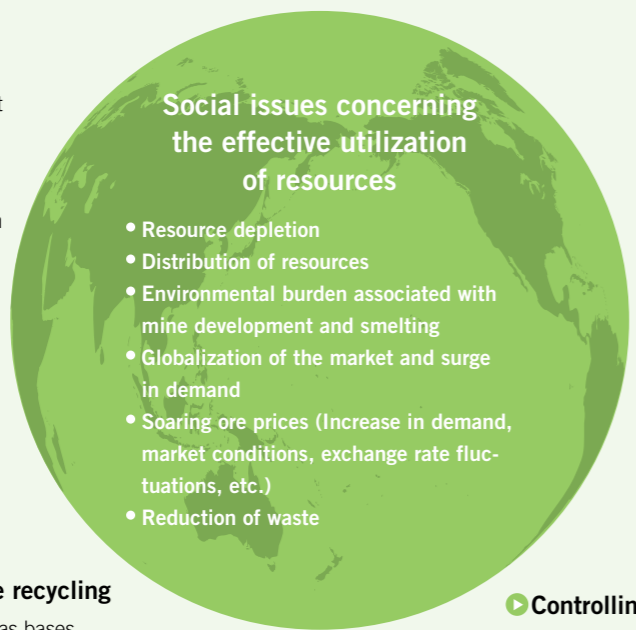 Social issues concerning
the effective utilization
of resources
• Resource depletion
• Distribution of resources
• Environmental burden associated with
mine development and smelting
• Globalization of the market and surge
in demand
• Soaring ore prices (Increase in demand,
market conditions, exchange rate fluc-
tuations, etc.)
• Reduction of waste
recycling
as bases